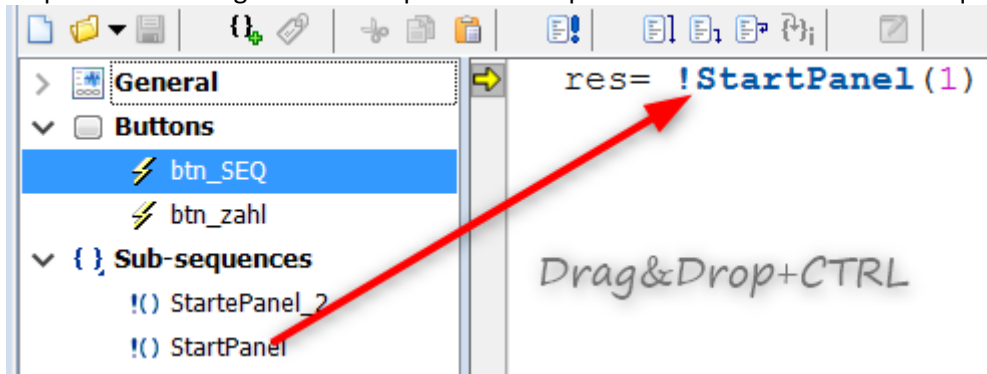 General
Buttons
btn_SEQ
btn_zahl
{ } Sub-sequences
!() StartePanel_2
!() StartPanel
res= !StartPanel(1)
Drag&Drop+CTRL